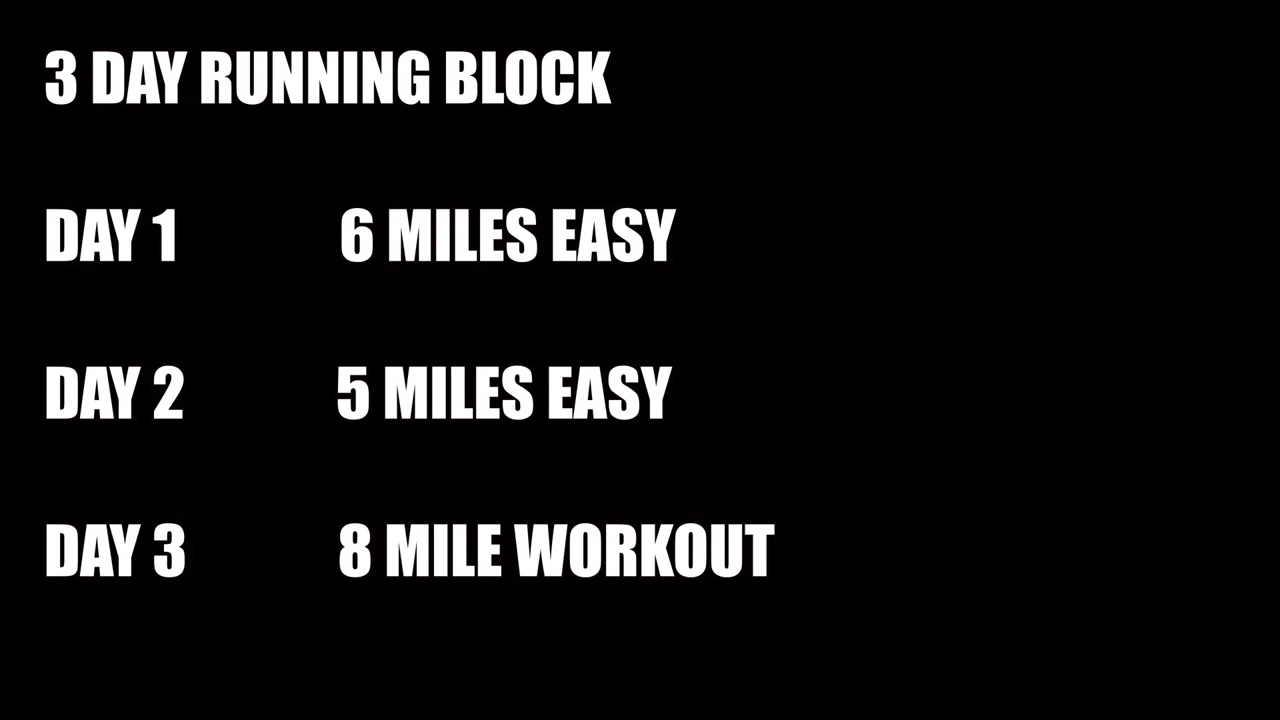 3 DAY RUNNING BLOCK
DAY 1 6 MILES EASY
DAY 2 5 MILES EASY
DAY 3 8 MILE WORKOUT